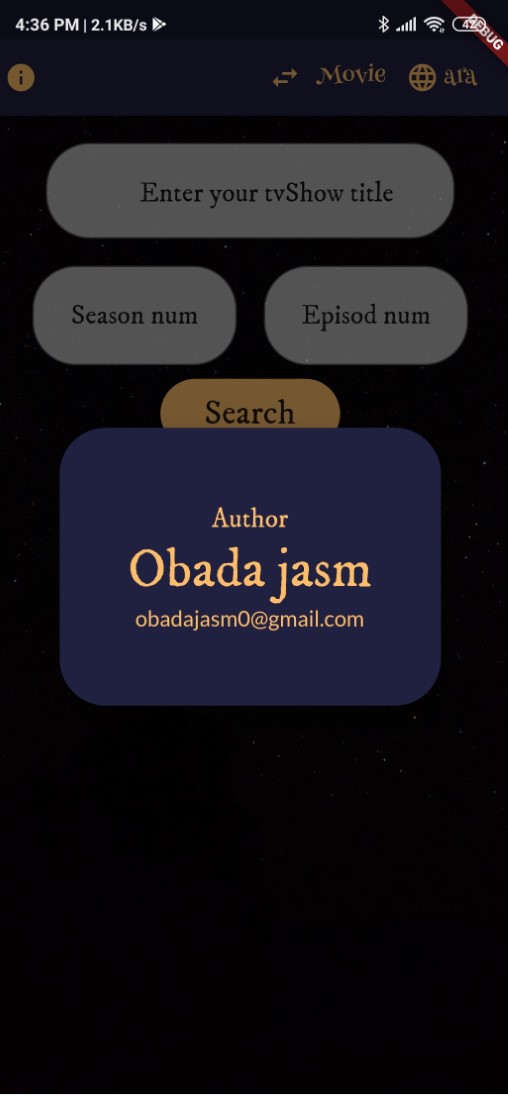 4:36 PM | 2.1KB/s
42
DEBUG
Movie
ara
Enter your tvShow title
Season num
Episod num
Search
Author
Obada jasm
obadajasm0@gmail.com